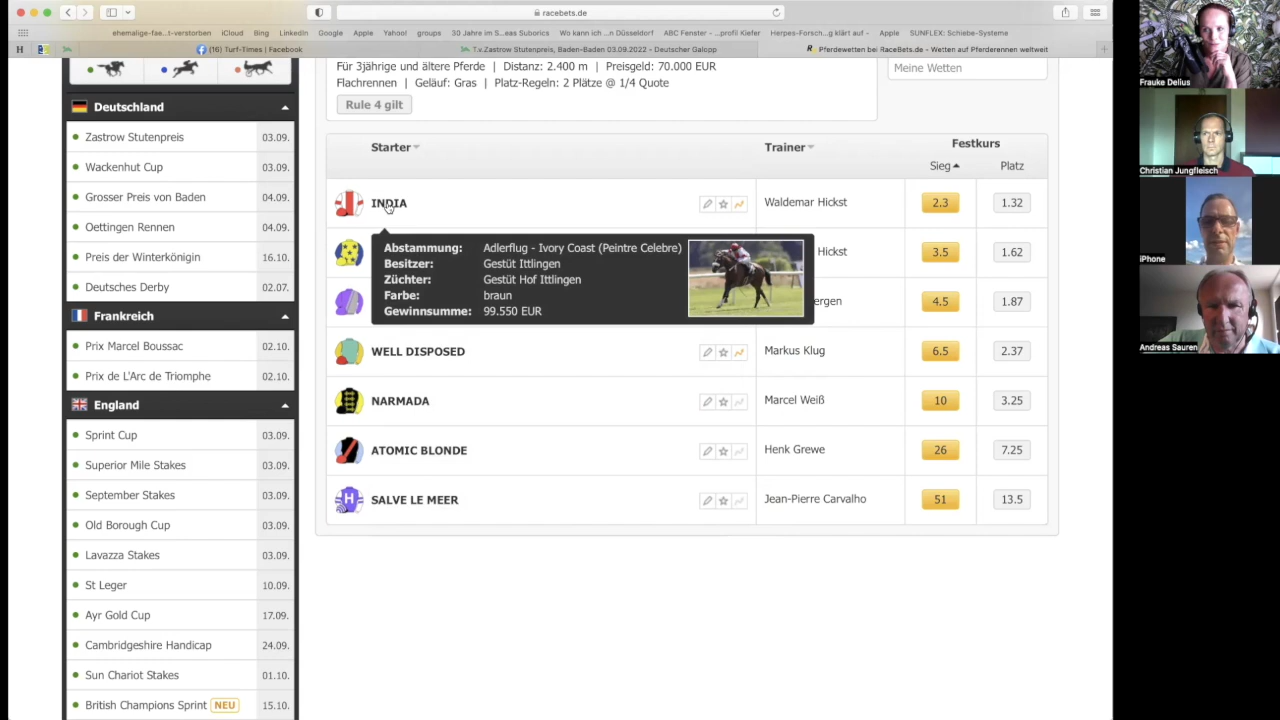 racebets.de
ehemalige-fae...t-verstorben iCloud Bing LinkedIn Google Apple Yahoo! groups 30 Jahre im S...eas Suborics Wo kann ich ...n Düsseldorf ABC Fenster - ...profil Kiefer Herpes-Forsch...g klärt auf - Apple SUNFLEX: Schiebe-Systeme
H (16) Turf-Times | Facebook T.v.Zastrow Stutenpreis, Baden-Baden 03.09.2022 - Deutscher Galopp Pferdewetten bei RaceBets.de - Wetten auf Pferderennen weltweit
Deutschland
Zastrow Stutenpreis 03.09.
Wackenhut Cup 03.09.
Grosser Preis von Baden 04.09.
Oettingen Rennen 04.09.
Preis der Winterkönigin 16.10.
Deutsches Derby 02.07.
Frankreich
Prix Marcel Boussac 02.10.
Prix de L'Arc de Triomphe 02.10.
England
Sprint Cup 03.09.
Superior Mile Stakes 03.09.
September Stakes 03.09.
Old Borough Cup 03.09.
Lavazza Stakes 03.09.
St Leger 10.09.
Ayr Gold Cup 17.09.
Cambridgeshire Handicap 24.09.
Sun Chariot Stakes 01.10.
British Champions Sprint NEU 15.10.
Für 3jährige und ältere Pferde | Distanz: 2.400 m | Preisgeld: 70.000 EUR
Flachrennen | Geläuf: Gras | Platz-Regeln: 2 Plätze @ 1/4 Quote
Rule 4 gilt
Meine Wetten
Starter Trainer Festkurs
Sieg Platz
INDIA Waldemar Hickst 2.3 1.32
Abstammung: Adlerflug - Ivory Coast (Peintre Celebre)
Besitzer: Gestüt Ittlingen
Züchter: Gestüt Hof Ittlingen
Farbe: braun
Gewinnsumme: 99.550 EUR
Hickst 3.5 1.62
ergen 4.5 1.87
WELL DISPOSED Markus Klug 6.5 2.37
NARMADA Marcel Weiß 10 3.25
ATOMIC BLONDE Henk Grewe 26 7.25
H SALVE LE MEER Jean-Pierre Carvalho 51 13.5
Frauke Delius
Christian Jungfleisch
iPhone
Andreas Sauren